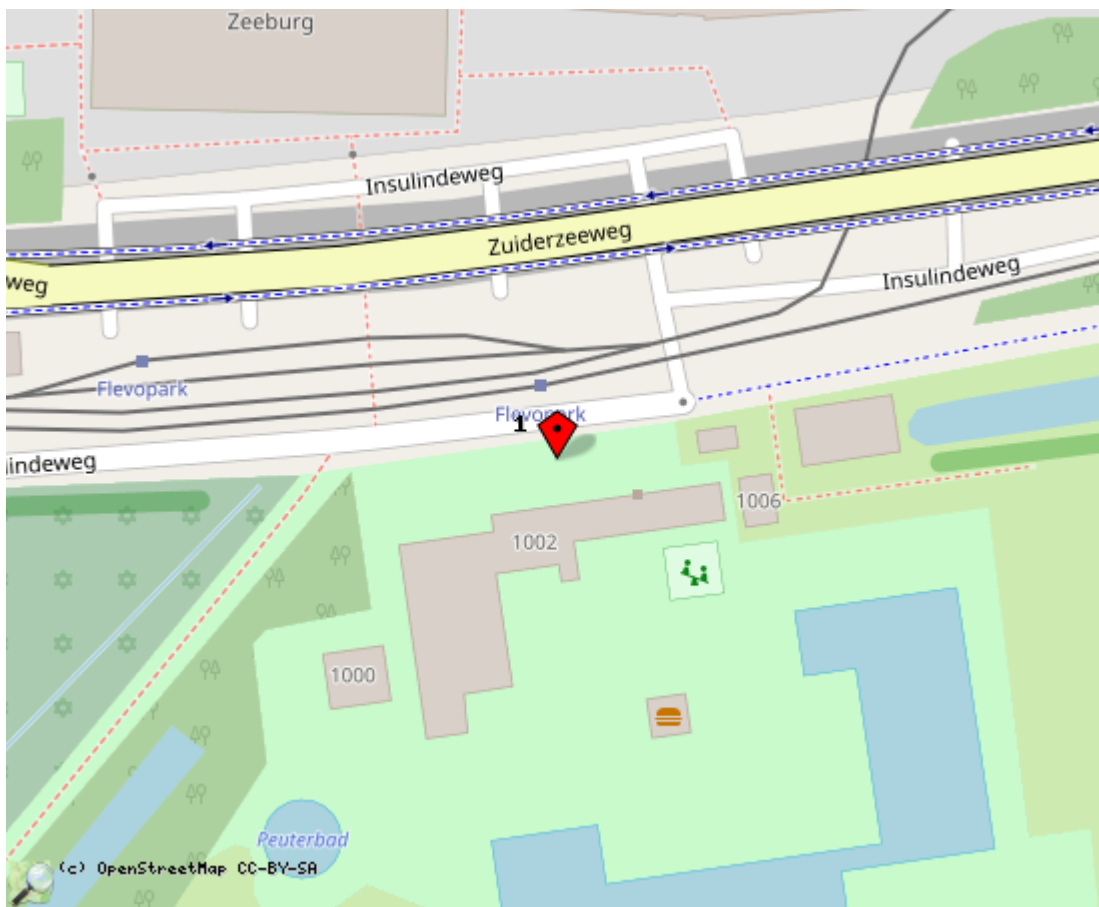 Zeeburg
Insulindeweg
Zuiderzeeweg
weg
Insulindeweg
Flevopark
Flevopark
1
lindeweg
1006
1002
1000
Peuterbad
(c) OpenStreetMap CC-BY-SA